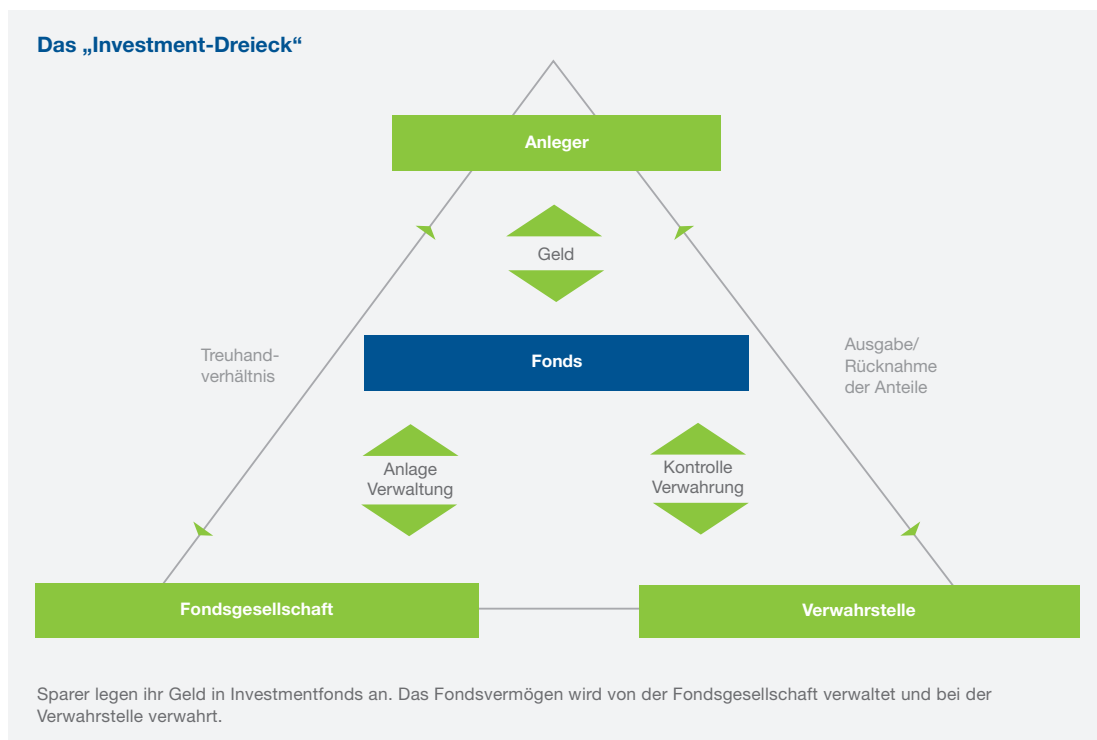 Das „Investment-Dreieck“
Anleger
Geld
Treuhand-
verhältnis
Fonds
Ausgabe/
Rücknahme
der Anteile
Anlage
Verwaltung
Kontrolle
Verwahrung
Fondsgesellschaft
Verwahrstelle
Sparer legen ihr Geld in Investmentfonds an. Das Fondsvermögen wird von der Fondsgesellschaft verwaltet und bei der
Verwahrstelle verwahrt.